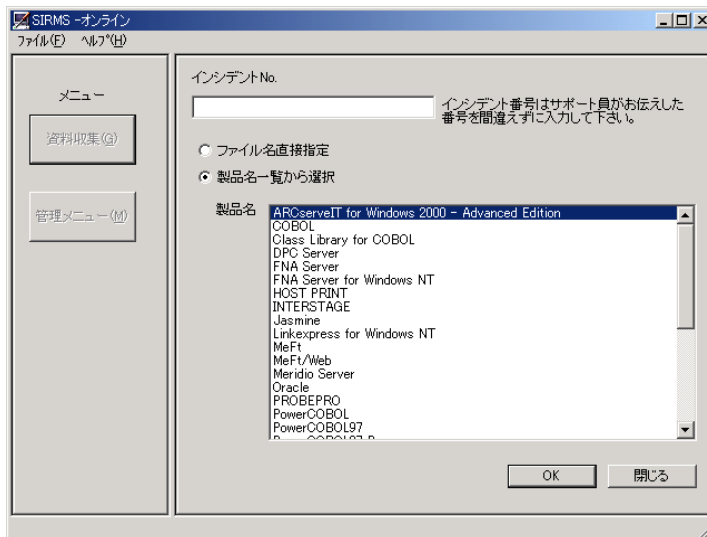 SIRMS -オンライン
ファイル(F) ヘルプ(H)
メニュー
資料収集(G)
管理メニュー(M)
インシデントNo.
インシデント番号はサポート員がお伝えした
番号を間違えずに入力して下さい。
ファイル名直接指定
製品名一覧から選択
製品名
ARCserveIT for Windows 2000 - Advanced Edition
COBOL
Class Library for COBOL
DPC Server
FNA Server
FNA Server for Windows NT
HOST PRINT
INTERSTAGE
Jasmine
Linkexpress for Windows NT
MeFt
MeFt/Web
Meridio Server
Oracle
PROBEPRO
PowerCOBOL
PowerCOBOL97
OK
閉じる